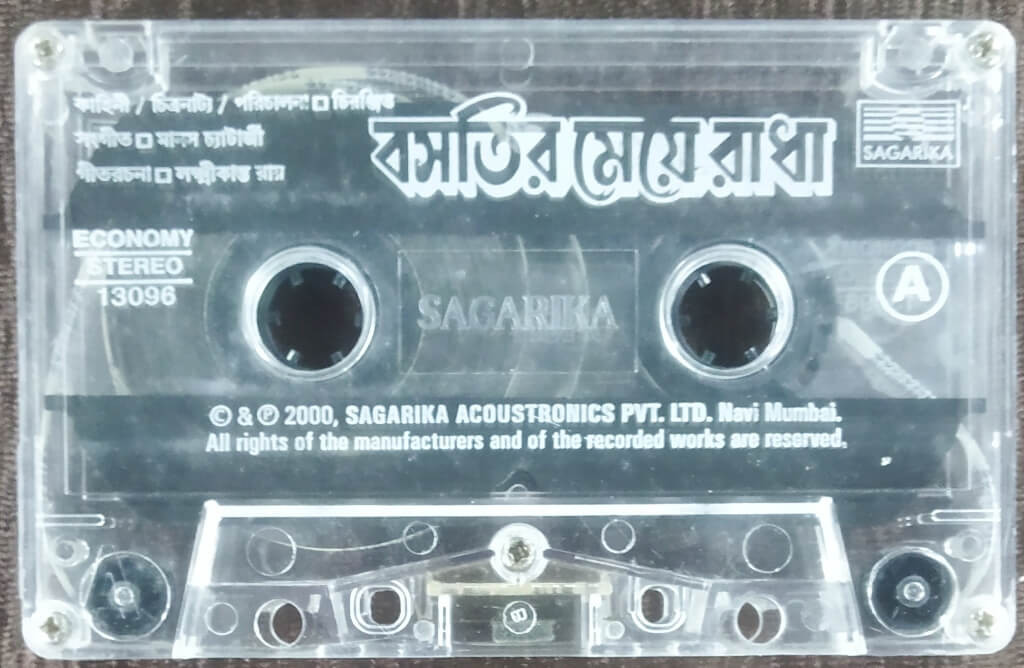 কাহিনী / চিত্রনাট্য / পরিচালনা □ চিরঞ্জিত
সংগীত □ মানস চ্যাটার্জী
গীতরচনা □ লক্ষ্মীকান্ত রায়
বসতির মেয়ে রাধা
SAGARIKA
ECONOMY
STEREO
13096
SAGARIKA
A
© & ℗ 2000, SAGARIKA ACOUSTRONICS PVT. LTD. Navi Mumbai.
All rights of the manufacturers and of the recorded works are reserved.